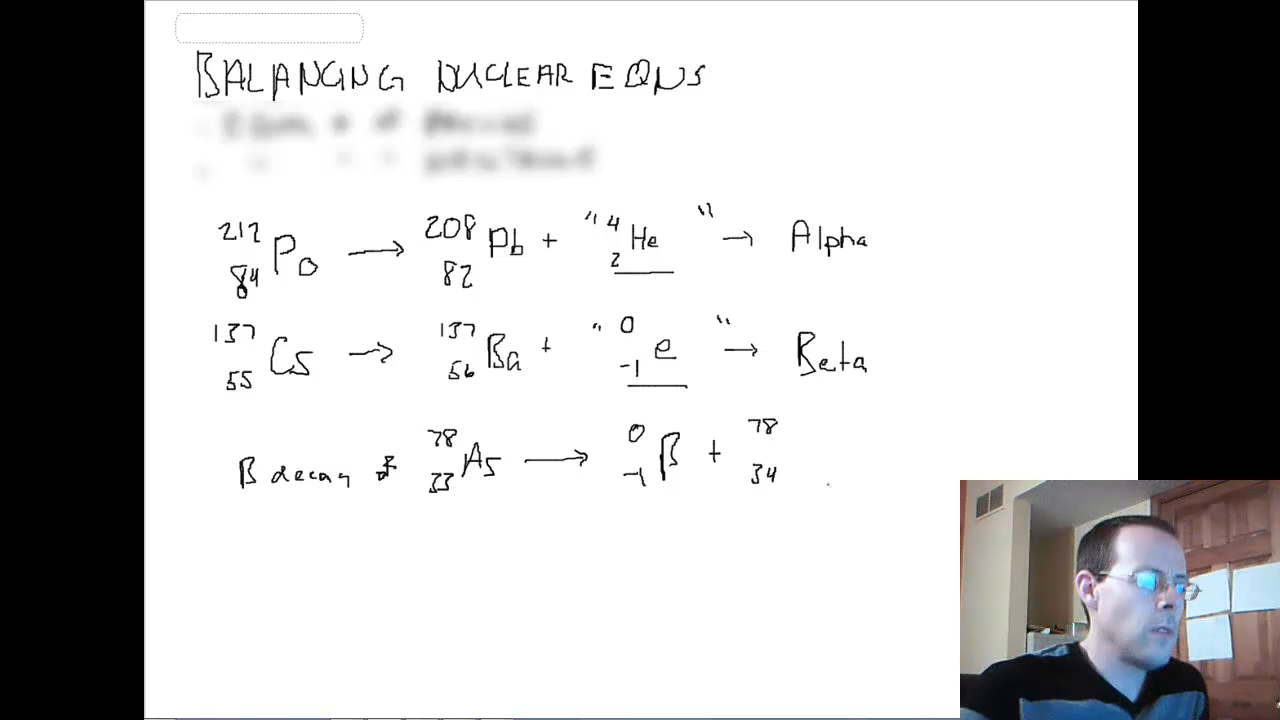 BALANCING NUCLEAR EQNS
212 84 Po → 208 82 Pb + " 4 2 He " → Alpha
137 55 Cs → 137 56 Ba + " 0 -1 e " → Beta
B decay of 78 33 As → 0 -1 β + 78 34